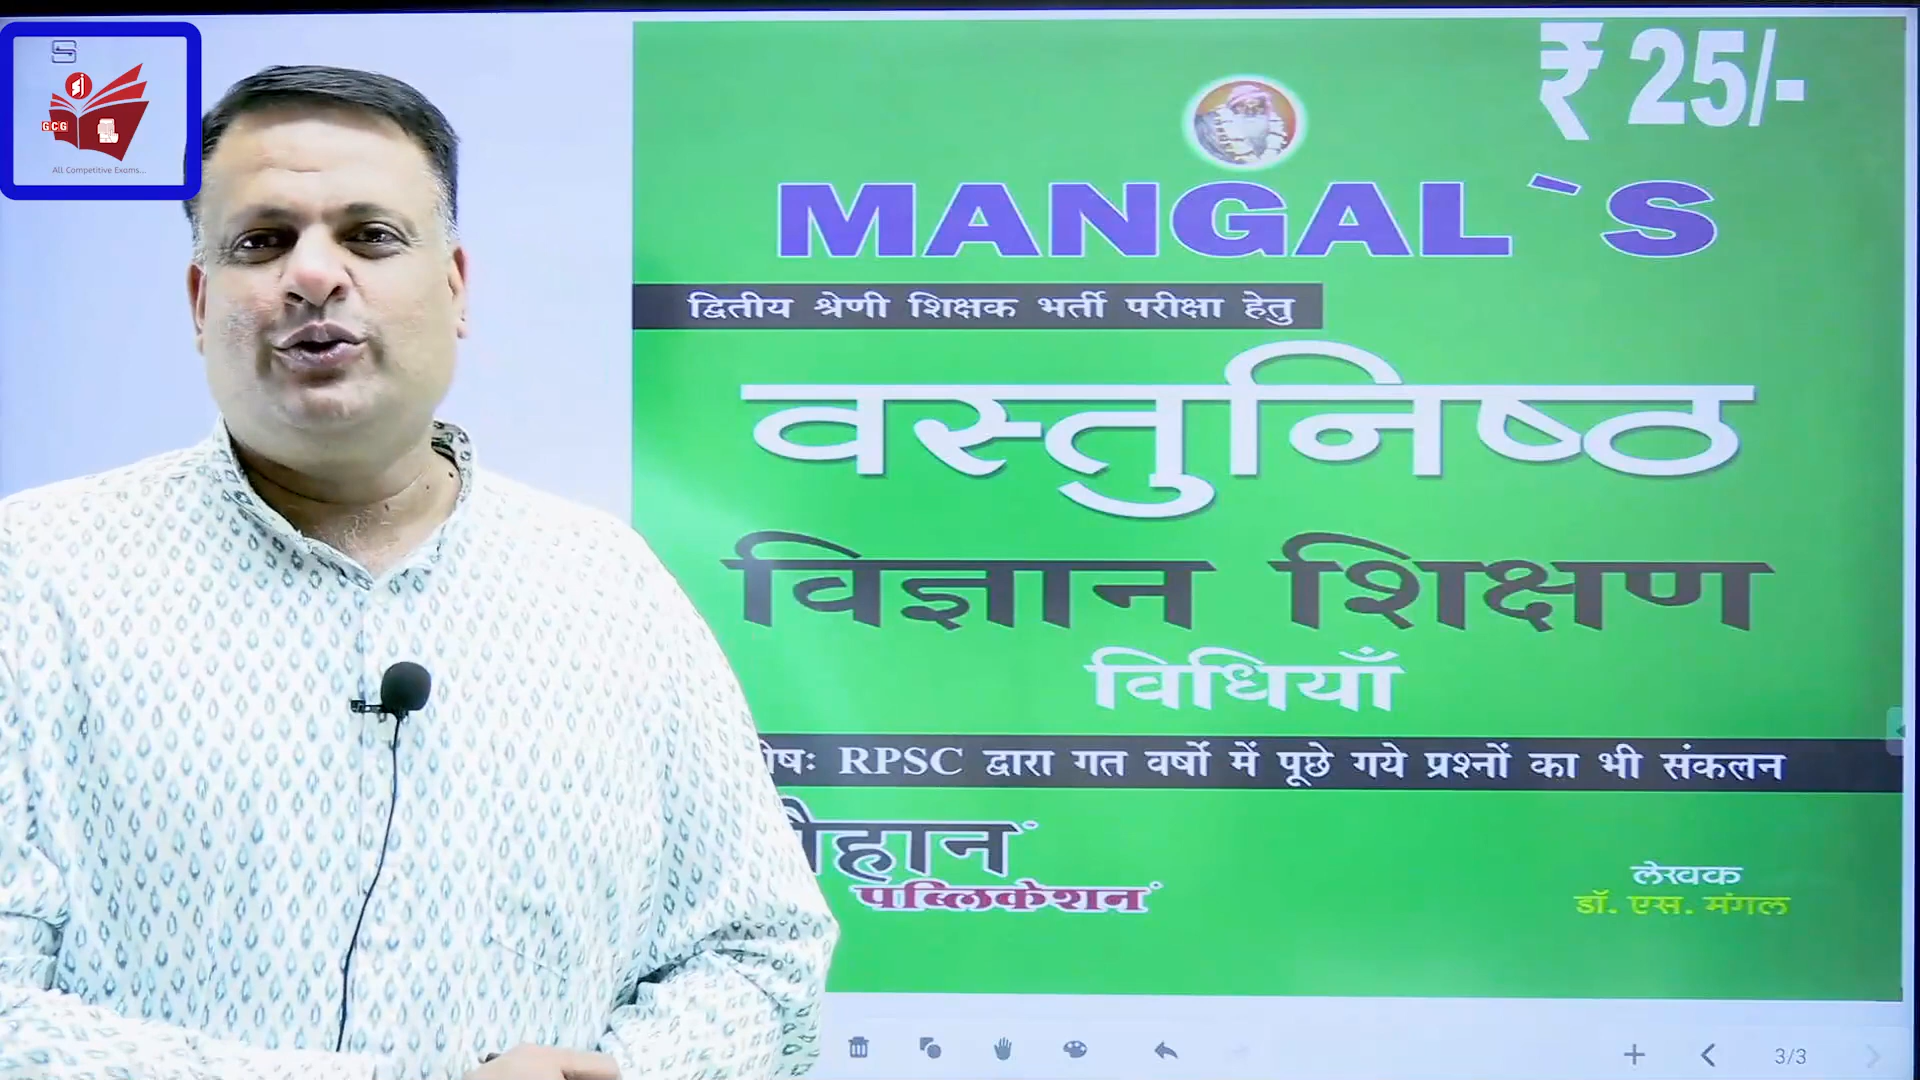 GCG
All Competitive Exams...
₹ 25/-
MANGAL`S
द्वितीय श्रेणी शिक्षक भर्ती परीक्षा हेतु
वस्तुनिष्ठ
विज्ञान शिक्षण
विधियाँ
RPSC द्वारा गत वर्षो में पूछे गये प्रश्नों का भी संकलन
पब्लिकेशन
लेखक
डॉ. एस. मंगल
3/3